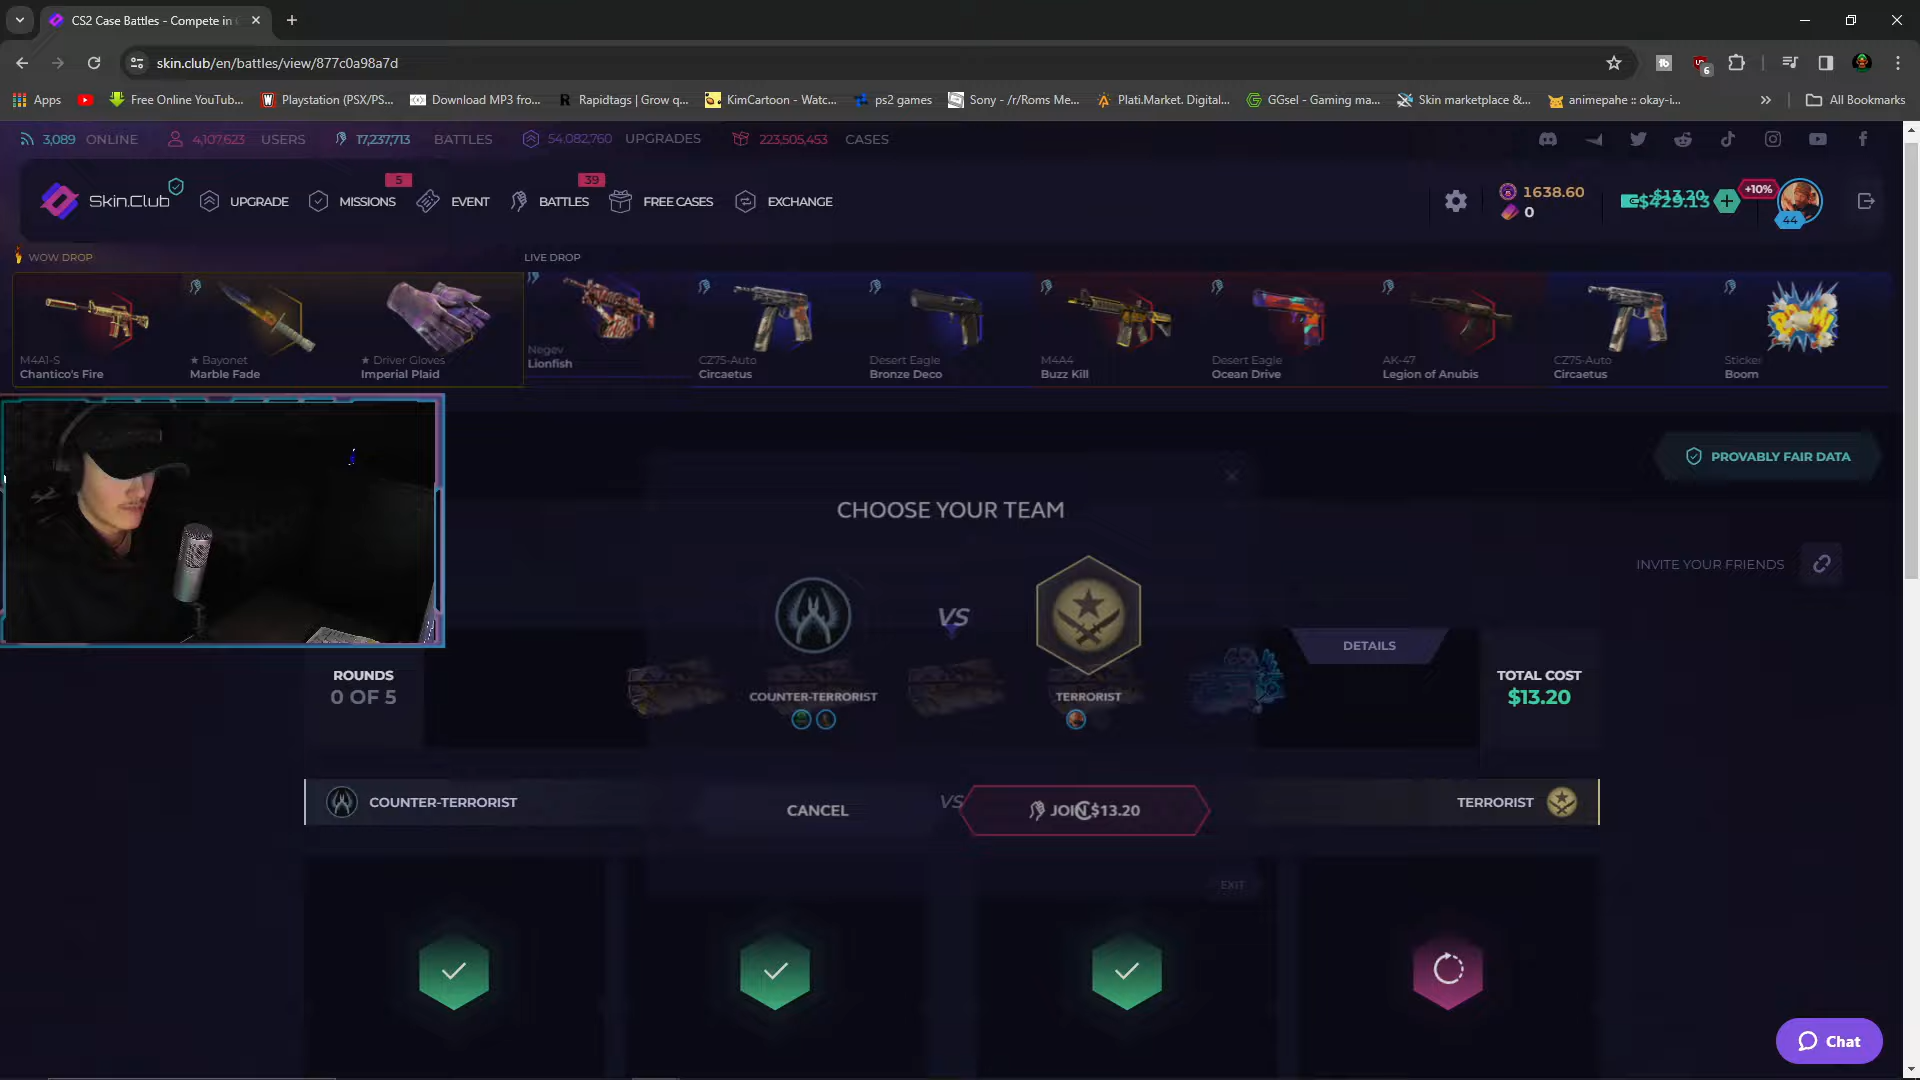 CS2 Case Battles - Compete in
skin.club/en/battles/view/877c0a98a7d
6
Apps
Free Online YouTub...
Playstation (PSX/PS...
Download MP3 fro...
Rapidtags | Grow q...
KimCartoon - Watc...
ps2 games
Sony - /r/Roms Me...
Plati.Market. Digital...
GGsel - Gaming ma...
Skin marketplace &...
animepahe :: okay-i...
All Bookmarks
3,089 ONLINE
4,107,623 USERS
17,237,713 BATTLES
54,082,760 UPGRADES
223,505,453 CASES
Skin.Club
UPGRADE
5
MISSIONS
EVENT
39
BATTLES
FREE CASES
EXCHANGE
1638.60
0
-$13.20
$429.13
+10%
44
WOW DROP
LIVE DROP
M4A1-S
Chantico's Fire
★ Bayonet
Marble Fade
★ Driver Gloves
Imperial Plaid
Negev
Lionfish
CZ75-Auto
Circaetus
Desert Eagle
Bronze Deco
M4A4
Buzz Kill
Desert Eagle
Ocean Drive
AK-47
Legion of Anubis
CZ75-Auto
Circaetus
Sticker
Boom
PROVABLY FAIR DATA
CHOOSE YOUR TEAM
INVITE YOUR FRIENDS
VS
DETAILS
ROUNDS
0 OF 5
COUNTER-TERRORIST
TERRORIST
TOTAL COST
$13.20
COUNTER-TERRORIST
CANCEL
VS
JOIN $13.20
TERRORIST
EXIT
Chat